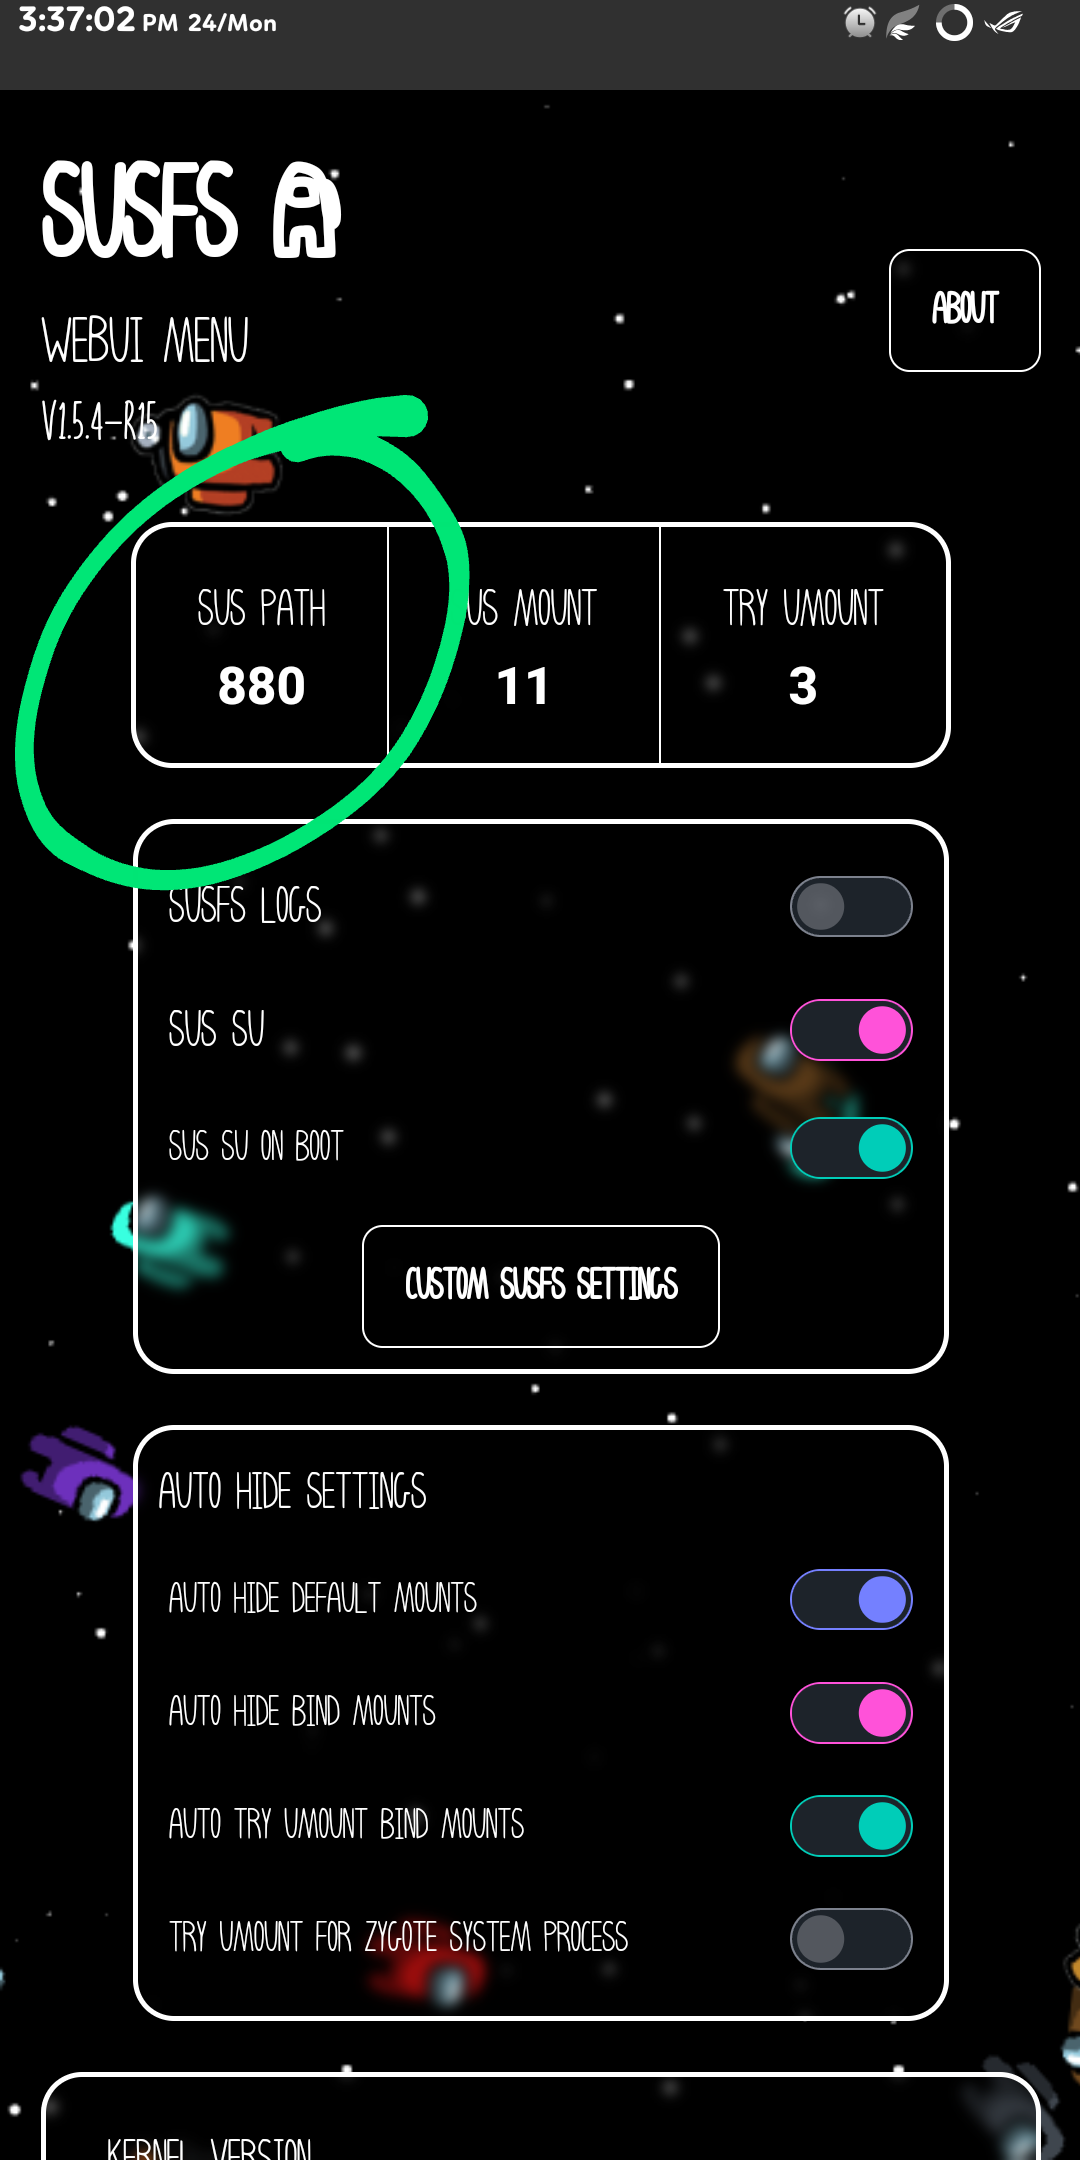 3:37:02 PM 24/Mon
SUSFS
ABOUT
WEBUI MENU
V1.5.4-R15
SUS PATH
880
US MOUNT
11
TRY UMOUNT
3
SUSFS LOGS
SUS SU
SUS SU ON BOOT
CUSTOM SUSFS SETTINGS
AUTO HIDE SETTINGS
AUTO HIDE DEFAULT MOUNTS
AUTO HIDE BIND MOUNTS
AUTO TRY UMOUNT BIND MOUNTS
TRY UMOUNT FOR ZYGOTE SYSTEM PROCESS
KERNEL VERSION